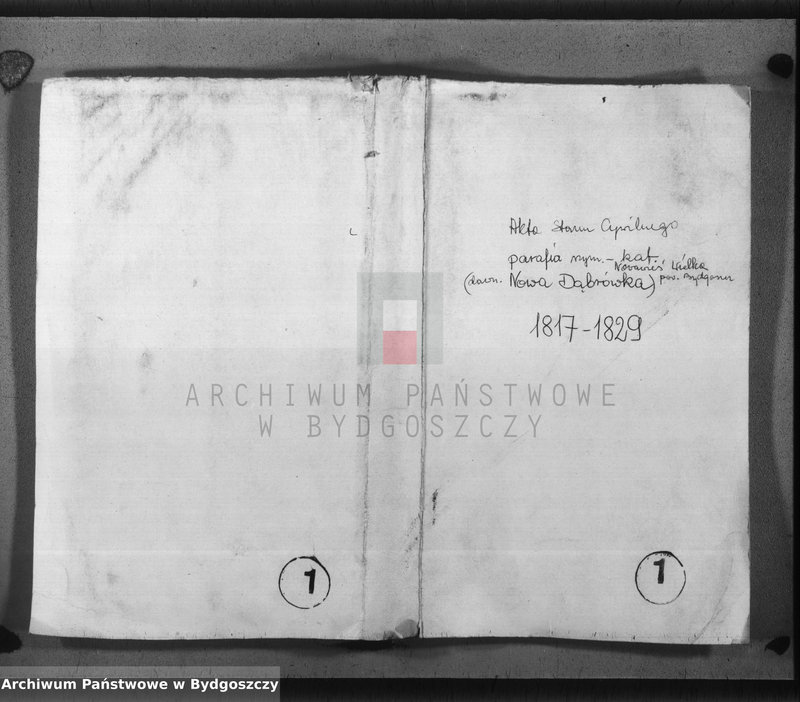 Akta Stanu Cywilnego
parafia rzym.-kat.
Nowawieś Wielka
(dawn. Nowa Dąbrówka) pow. Bydgoszcz
1817-1829
ARCHIWUM PAŃSTWOWE
W BYDGOSZCZY
1
1
Archiwum Państwowe w Bydgoszczy